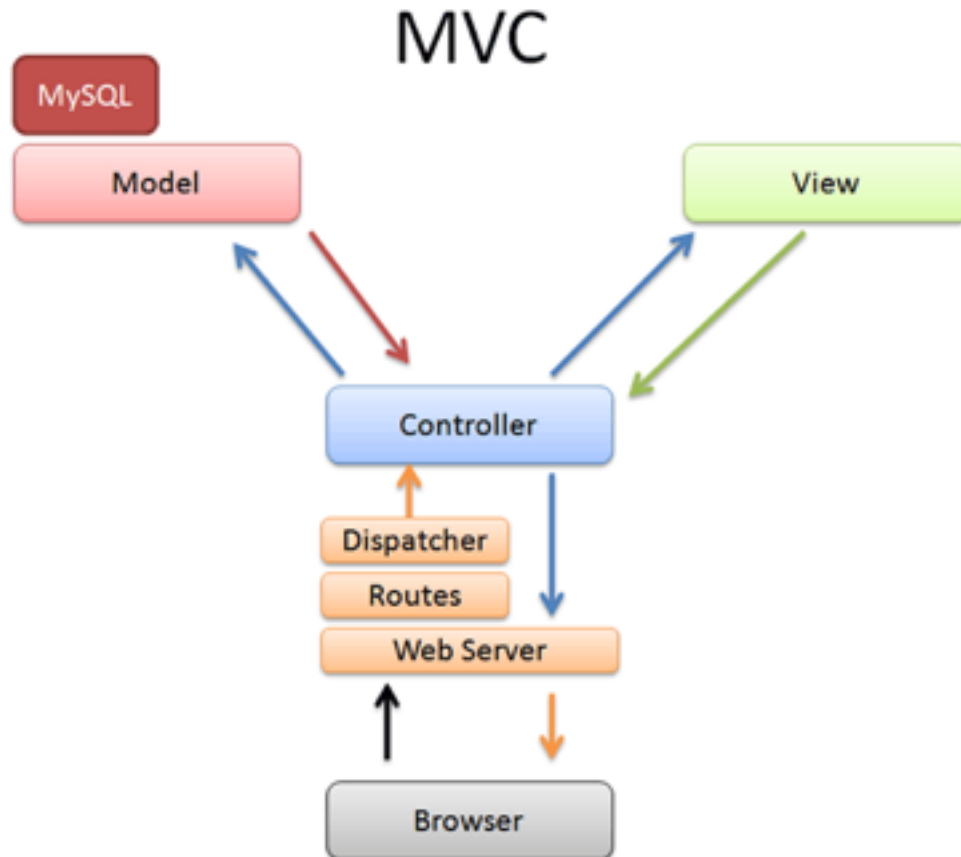 MVC
MySQL
Model
View
Controller
Dispatcher
Routes
Web Server
Browser